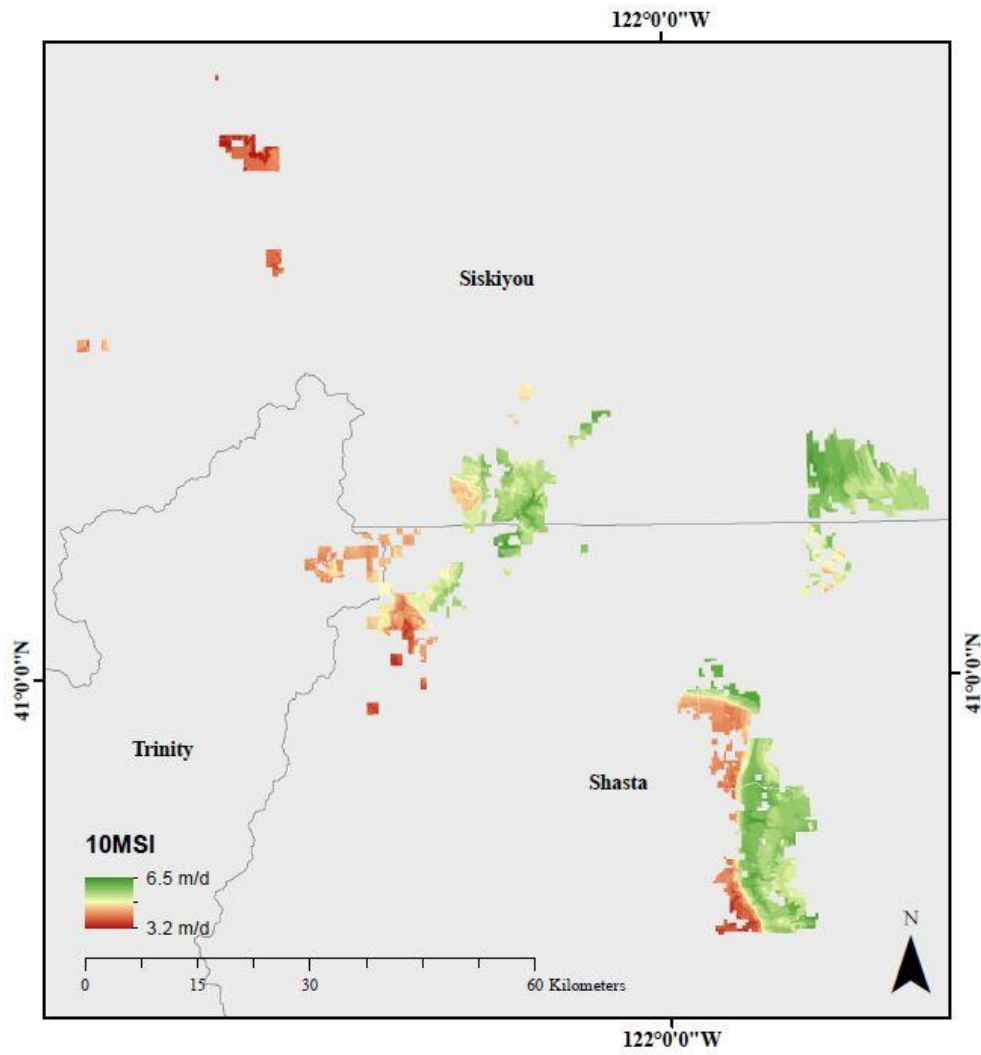 122°0'0"W
Siskiyou
41°0'0"N
41°0'0"N
Trinity
Shasta
10MSI
6.5 m/d
3.2 m/d
N
0 15 30 60 Kilometers
122°0'0"W